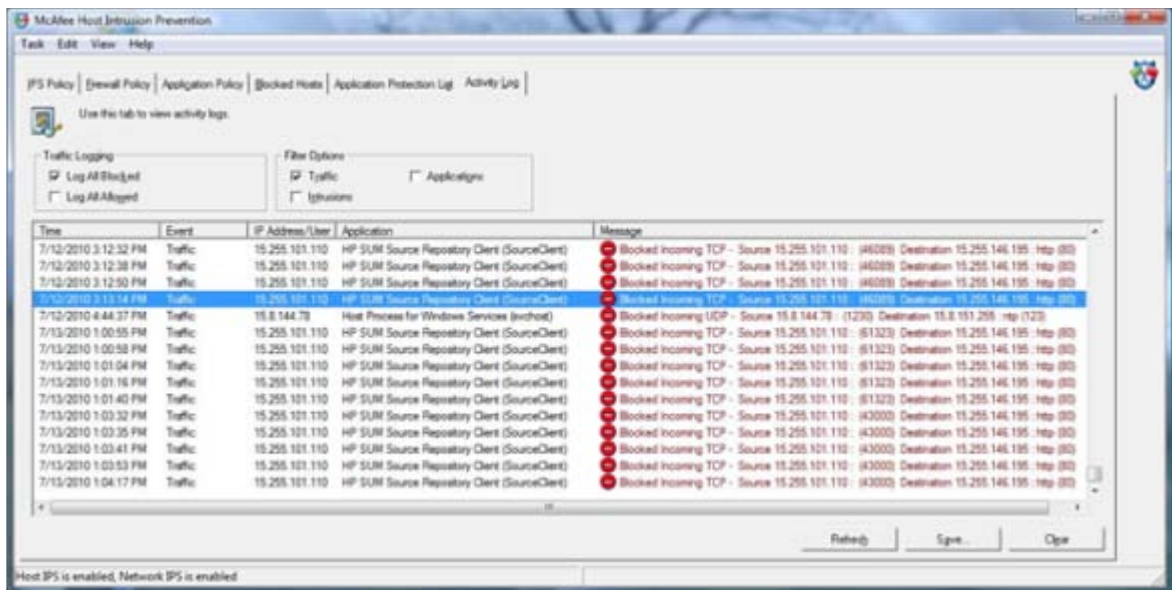 McAfee Host Intrusion Prevention
Task Edit View Help
IPS Policy Firewall Policy Application Policy Blocked Hosts Application Protection List Activity Log
Use this tab to view activity logs.
Traffic Logging
Filter Options
Log All Blocked
Traffic
Applications
Log All Allowed
Intrusions
Time Event IP Address/User Application Message
7/12/2010 3:12:32 PM Traffic 15.255.101.110 HP SUM Source Repository Client (SourceClient) Blocked Incoming TCP - Source 15.255.101.110 : (46089) Destination 15.255.146.195 : http (80)
7/12/2010 3:12:38 PM Traffic 15.255.101.110 HP SUM Source Repository Client (SourceClient) Blocked Incoming TCP - Source 15.255.101.110 : (46089) Destination 15.255.146.195 : http (80)
7/12/2010 3:12:50 PM Traffic 15.255.101.110 HP SUM Source Repository Client (SourceClient) Blocked Incoming TCP - Source 15.255.101.110 : (46089) Destination 15.255.146.195 : http (80)
7/12/2010 3:13:14 PM Traffic 15.255.101.110 HP SUM Source Repository Client (SourceClient) Blocked Incoming TCP - Source 15.255.101.110 : (46089) Destination 15.255.146.195 : http (80)
7/12/2010 4:44:37 PM Traffic 15.8.144.78 Host Process for Windows Services (svchost) Blocked Incoming UDP - Source 15.8.144.78 : (1230) Destination 15.8.151.255 : ntp (123)
7/13/2010 1:00:55 PM Traffic 15.255.101.110 HP SUM Source Repository Client (SourceClient) Blocked Incoming TCP - Source 15.255.101.110 : (61323) Destination 15.255.146.195 : http (80)
7/13/2010 1:00:58 PM Traffic 15.255.101.110 HP SUM Source Repository Client (SourceClient) Blocked Incoming TCP - Source 15.255.101.110 : (61323) Destination 15.255.146.195 : http (80)
7/13/2010 1:01:04 PM Traffic 15.255.101.110 HP SUM Source Repository Client (SourceClient) Blocked Incoming TCP - Source 15.255.101.110 : (61323) Destination 15.255.146.195 : http (80)
7/13/2010 1:01:16 PM Traffic 15.255.101.110 HP SUM Source Repository Client (SourceClient) Blocked Incoming TCP - Source 15.255.101.110 : (61323) Destination 15.255.146.195 : http (80)
7/13/2010 1:01:40 PM Traffic 15.255.101.110 HP SUM Source Repository Client (SourceClient) Blocked Incoming TCP - Source 15.255.101.110 : (61323) Destination 15.255.146.195 : http (80)
7/13/2010 1:03:32 PM Traffic 15.255.101.110 HP SUM Source Repository Client (SourceClient) Blocked Incoming TCP - Source 15.255.101.110 : (43000) Destination 15.255.146.195 : http (80)
7/13/2010 1:03:35 PM Traffic 15.255.101.110 HP SUM Source Repository Client (SourceClient) Blocked Incoming TCP - Source 15.255.101.110 : (43000) Destination 15.255.146.195 : http (80)
7/13/2010 1:03:41 PM Traffic 15.255.101.110 HP SUM Source Repository Client (SourceClient) Blocked Incoming TCP - Source 15.255.101.110 : (43000) Destination 15.255.146.195 : http (80)
7/13/2010 1:03:53 PM Traffic 15.255.101.110 HP SUM Source Repository Client (SourceClient) Blocked Incoming TCP - Source 15.255.101.110 : (43000) Destination 15.255.146.195 : http (80)
7/13/2010 1:04:17 PM Traffic 15.255.101.110 HP SUM Source Repository Client (SourceClient) Blocked Incoming TCP - Source 15.255.101.110 : (43000) Destination 15.255.146.195 : http (80)
Refresh Save... Clear
Host IPS is enabled, Network IPS is enabled